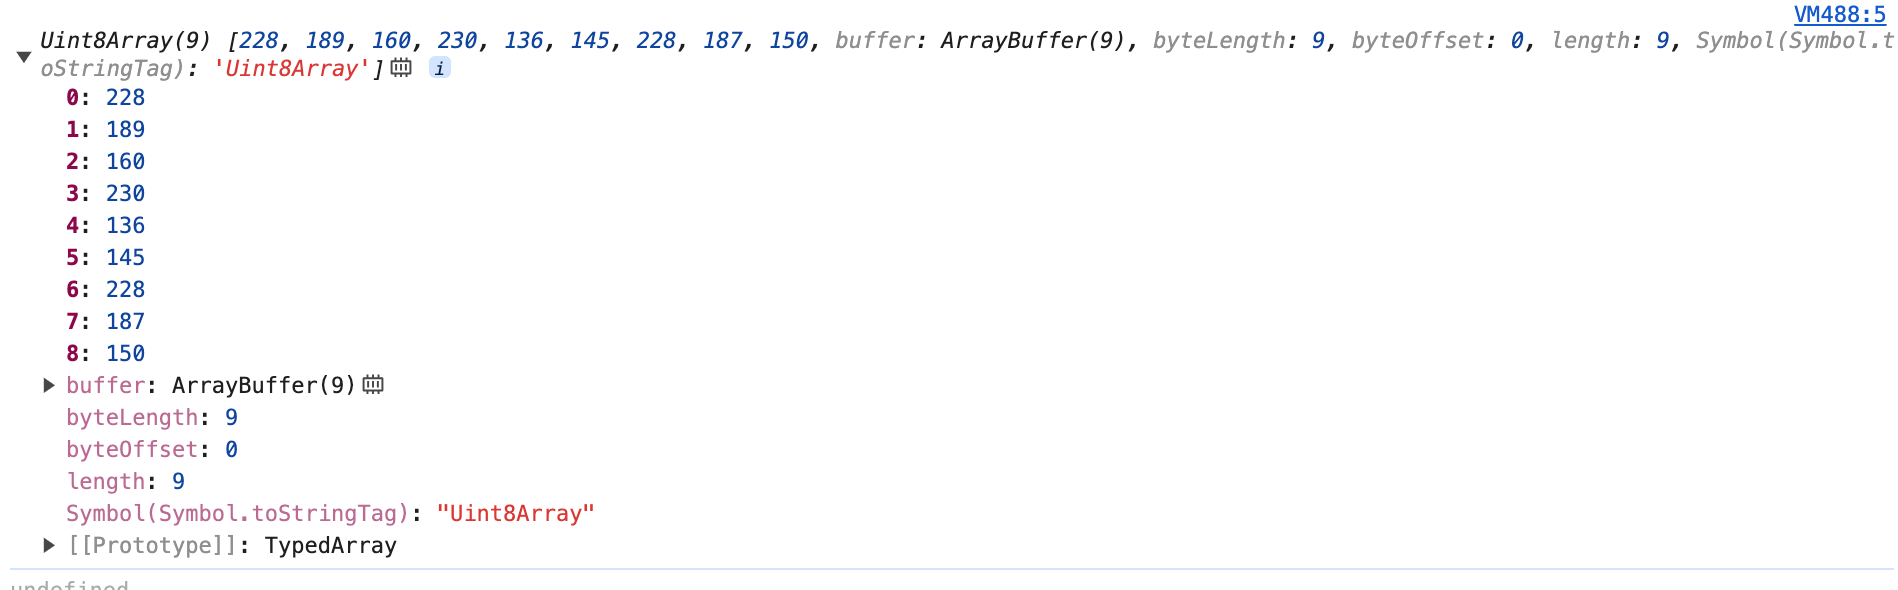 VM488:5
Uint8Array(9) [228, 189, 160, 230, 136, 145, 228, 187, 150, buffer: ArrayBuffer(9), byteLength: 9, byteOffset: 0, length: 9, Symbol(Symbol.t
oStringTag): 'Uint8Array'] i
0: 228
1: 189
2: 160
3: 230
4: 136
5: 145
6: 228
7: 187
8: 150
buffer: ArrayBuffer(9)
byteLength: 9
byteOffset: 0
length: 9
Symbol(Symbol.toStringTag): "Uint8Array"
[[Prototype]]: TypedArray
undefined